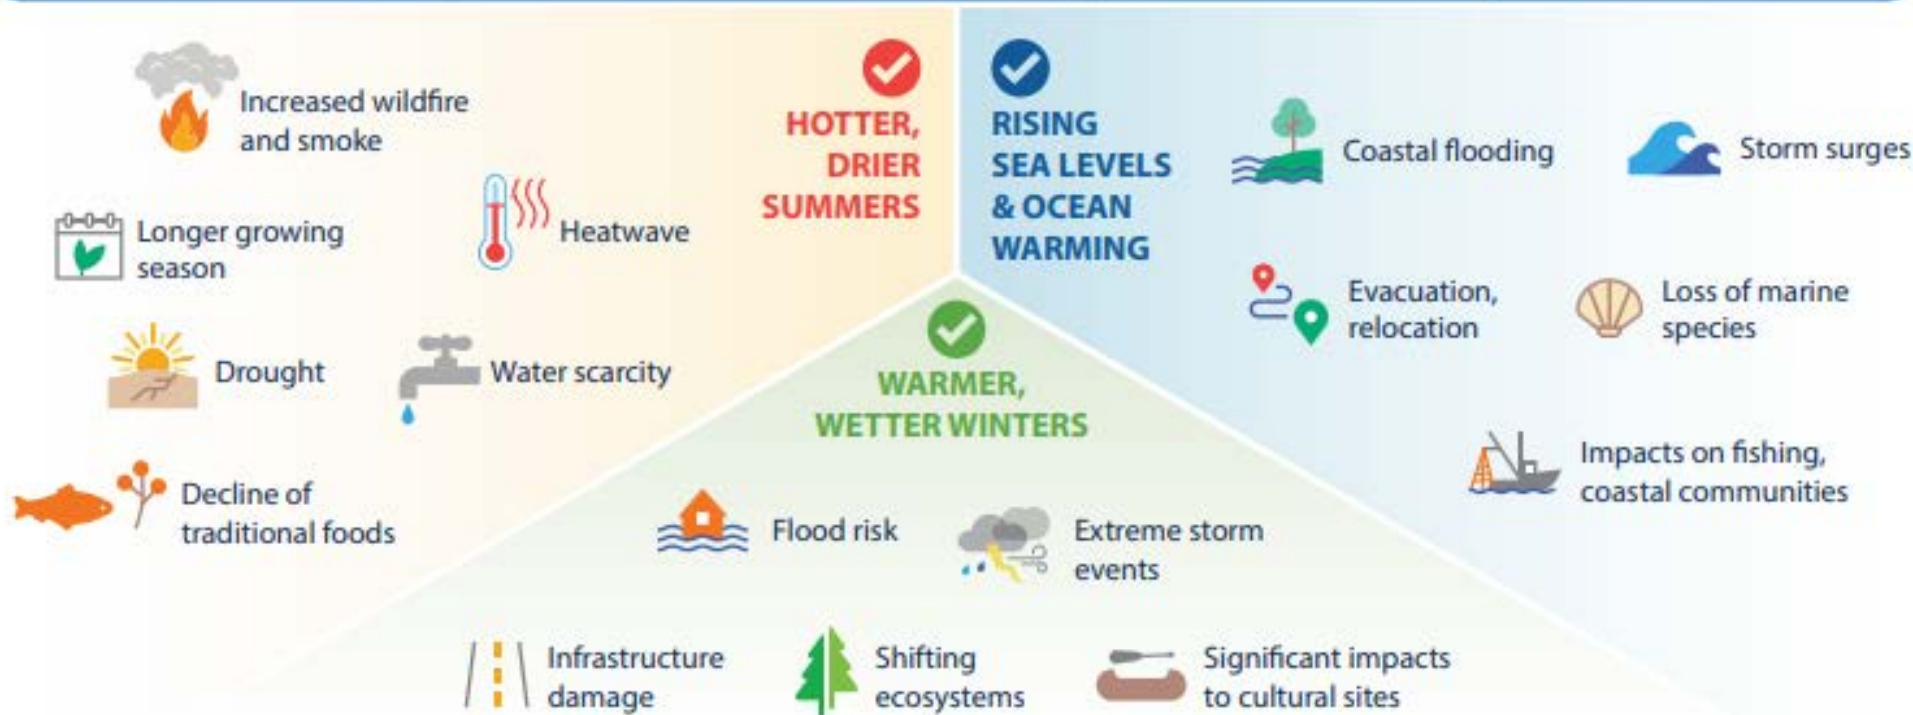 HOTTER,
DRIER
SUMMERS
Increased wildfire
and smoke
Longer growing
season
Heatwave
Drought
Water scarcity
Decline of
traditional foods
RISING
SEA LEVELS
& OCEAN
WARMING
Coastal flooding
Storm surges
Evacuation,
relocation
Loss of marine
species
Impacts on fishing,
coastal communities
WARMER,
WETTER WINTERS
Flood risk
Extreme storm
events
Infrastructure
damage
Shifting
ecosystems
Significant impacts
to cultural sites